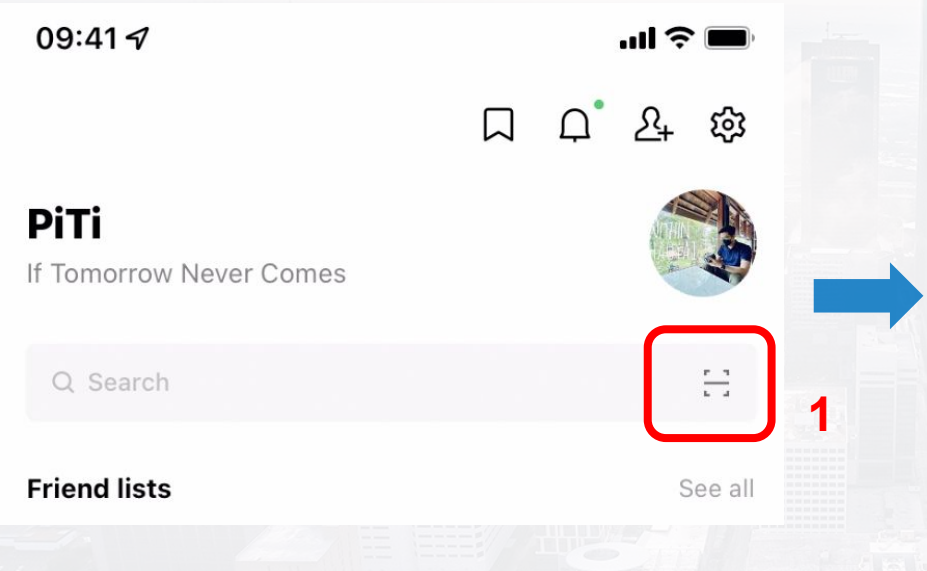 09:41
PiTi
If Tomorrow Never Comes
Search
1
Friend lists
See all